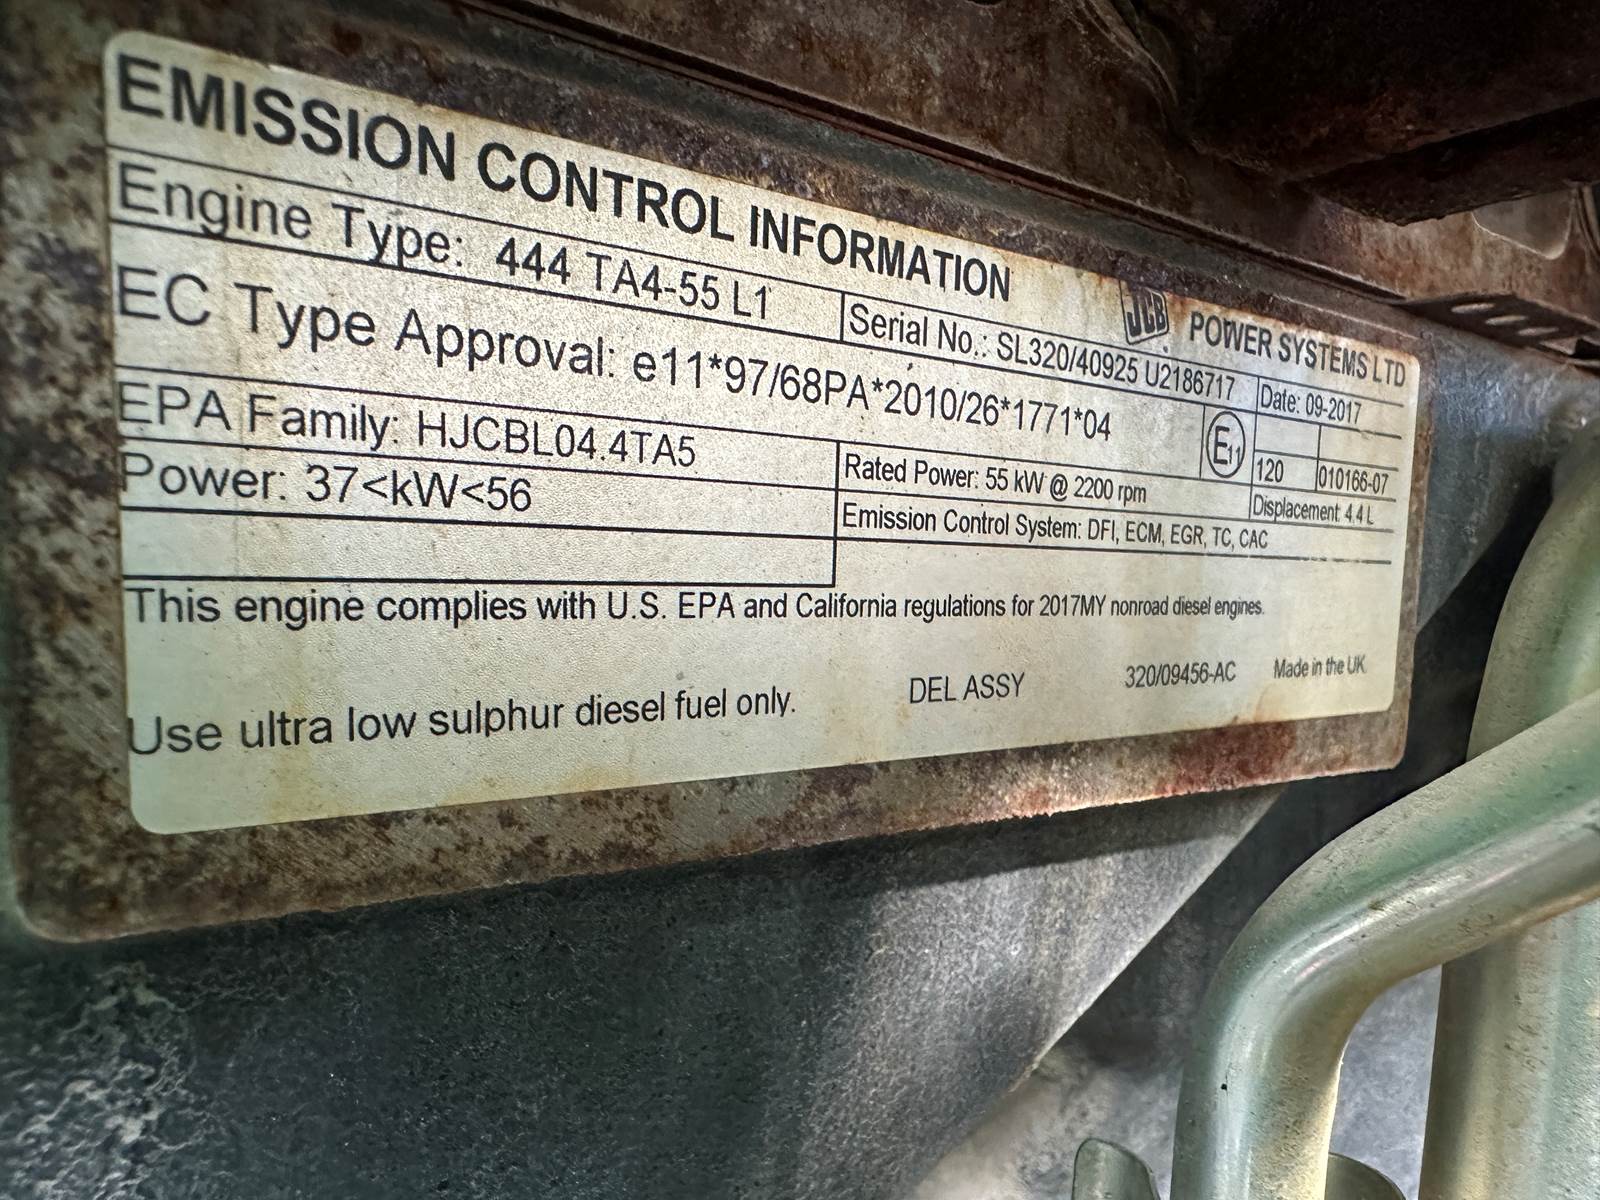 EMISSION CONTROL INFORMATION
JCB POWER SYSTEMS LTD
Engine Type: 444 TA4-55 L1
Serial No.: SL320/40925 U2186717
Date: 09-2017
EC Type Approval: e11*97/68PA*2010/26*1771*04
E11
120
010166-07
EPA Family: HJCBL04.4TA5
Rated Power: 55 kW @ 2200 rpm
Displacement 4.4 L
Power: 37<kW<56
Emission Control System: DFI, ECM, EGR, TC, CAC
This engine complies with U.S. EPA and California regulations for 2017MY nonroad diesel engines.
Use ultra low sulphur diesel fuel only.
DEL ASSY
320/09456-AC
Made in the UK